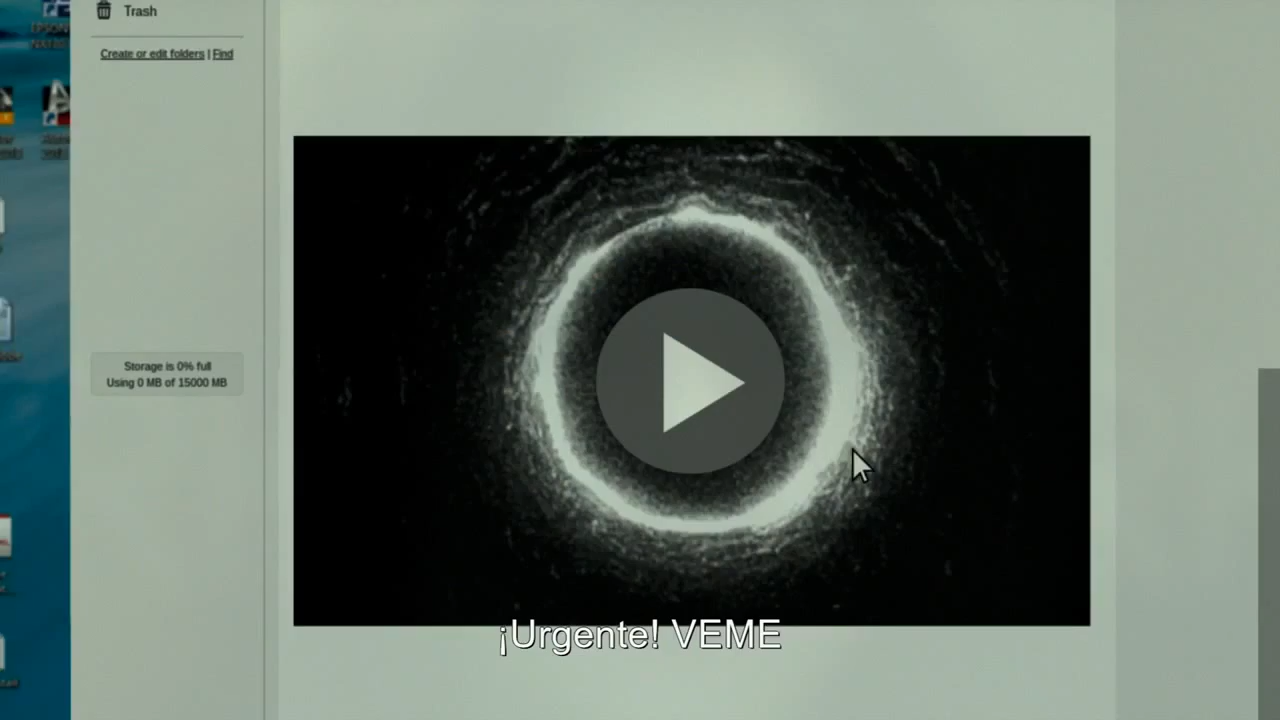 Trash
Create or edit folders | Find
Storage is 0% full
Using 0 MB of 15000 MB
¡Urgente! VEME